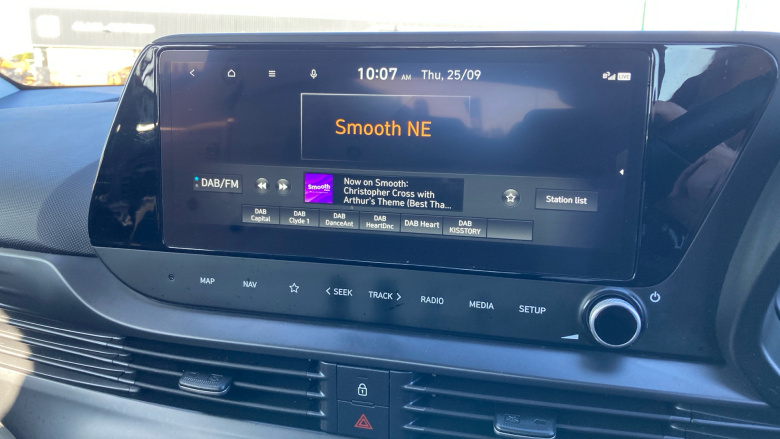 10:07 AM Thu, 25/09
LIVE
Smooth NE
DAB/FM
Smooth
Now on Smooth:
Christopher Cross with
Arthur's Theme (Best Tha...
Station list
DAB
Capital
DAB
Clyde 1
DAB
DanceAnt
DAB
HeartDnc
DAB Heart
DAB
KISSTORY
MAP
NAV
SEEK
TRACK
RADIO
MEDIA
SETUP